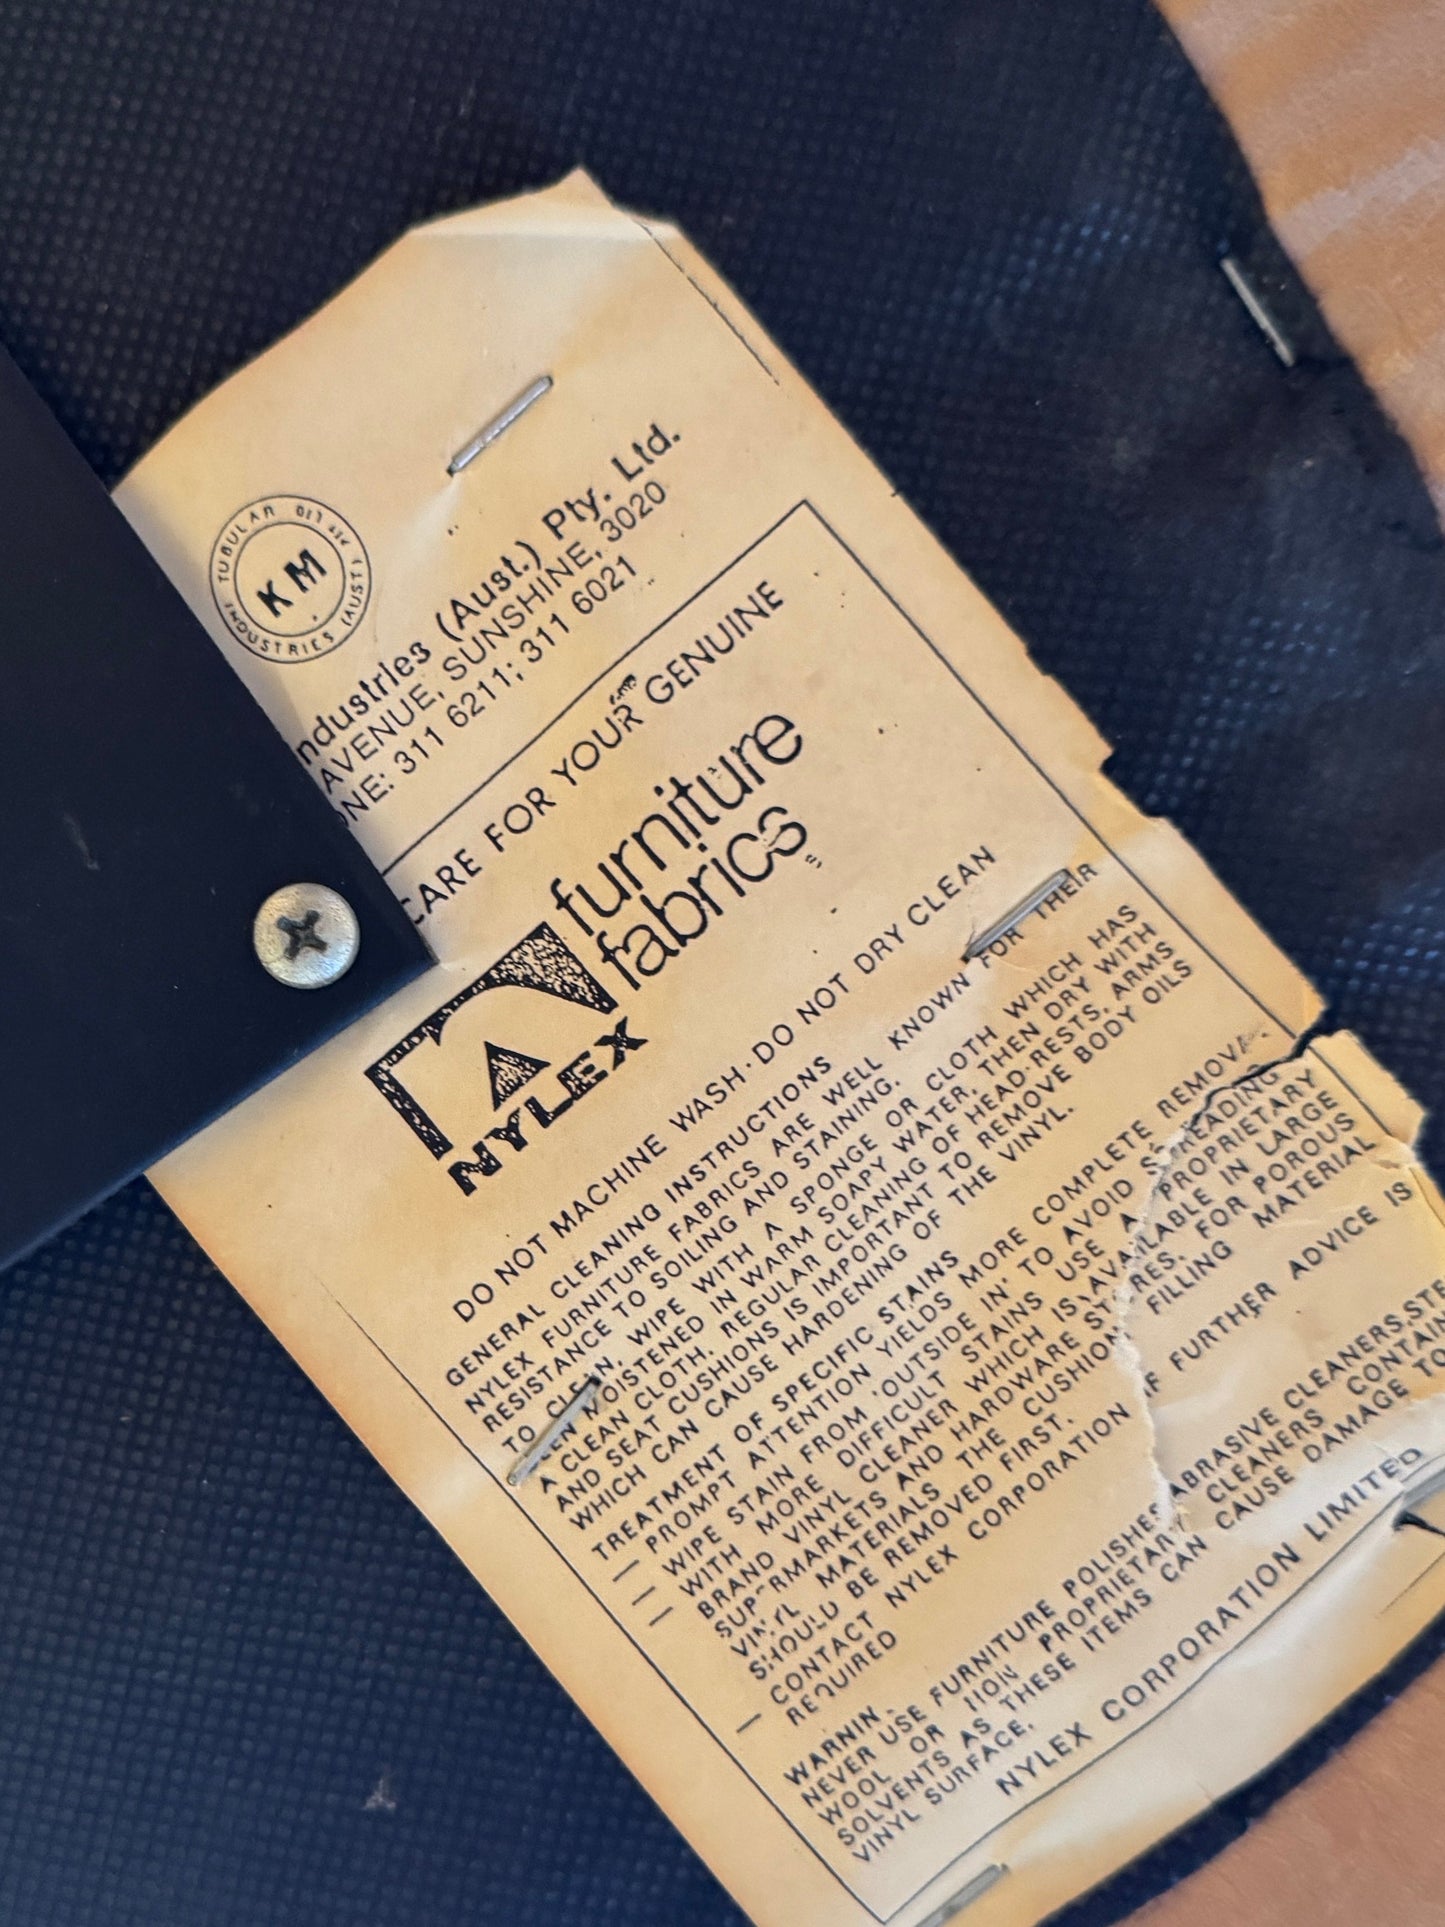 TUBULAR
K M
INDUSTRIES (AUST)
ndustries (Aust.) Pty. Ltd.
AVENUE, SUNSHINE, 3020
ONE: 311 6211; 311 6021
CARE FOR YOUR GENUINE
furniture
fabrics
NYLEX
DO NOT MACHINE WASH · DO NOT DRY CLEAN
GENERAL CLEANING INSTRUCTIONS
NYLEX FURNITURE FABRICS ARE WELL KNOWN FOR THEIR
RESISTANCE TO SOILING AND STAINING.
TO CLEAN, WIPE WITH A SPONGE OR CLOTH WHICH HAS
BEEN MOISTENED IN WARM SOAPY WATER, THEN DRY WITH
A CLEAN CLOTH. REGULAR CLEANING OF HEAD-RESTS, ARMS
AND SEAT CUSHIONS IS IMPORTANT TO REMOVE BODY OILS
WHICH CAN CAUSE HARDENING OF THE VINYL.
TREATMENT OF SPECIFIC STAINS
— PROMPT ATTENTION YIELDS MORE COMPLETE REMOVAL.
— WIPE STAIN FROM 'OUTSIDE IN' TO AVOID SPREADING
— WITH MORE DIFFICULT STAINS USE A PROPRIETARY
BRAND VINYL CLEANER WHICH IS AVAILABLE IN LARGE
SUPERMARKETS AND HARDWARE STORES. FOR POROUS
VINYL MATERIALS THE CUSHION FILLING MATERIAL
SHOULD BE REMOVED FIRST.
— CONTACT NYLEX CORPORATION IF FURTHER ADVICE IS
REQUIRED
WARNIN
NEVER USE FURNITURE POLISHES, ABRASIVE CLEANERS, STE
WOOL OR PROPRIETARY CLEANERS CONTAIN
SOLVENTS AS THESE ITEMS CAN CAUSE DAMAGE TO
VINYL SURFACE.
NYLEX CORPORATION LIMITED